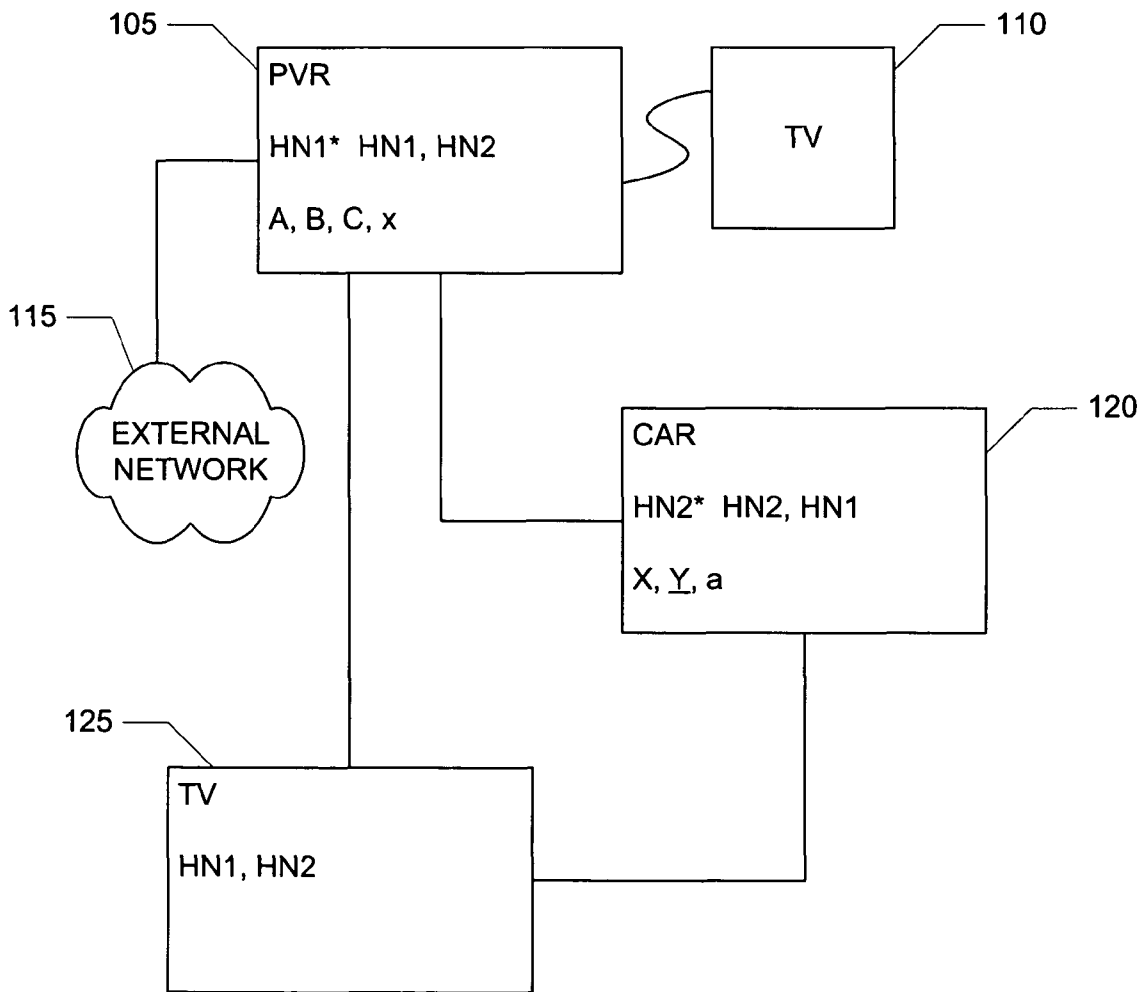 105
110
PVR
HN1* HN1, HN2
A, B, C, x
TV
115
EXTERNAL
NETWORK
120
CAR
HN2* HN2, HN1
X, Y, a
125
TV
HN1, HN2